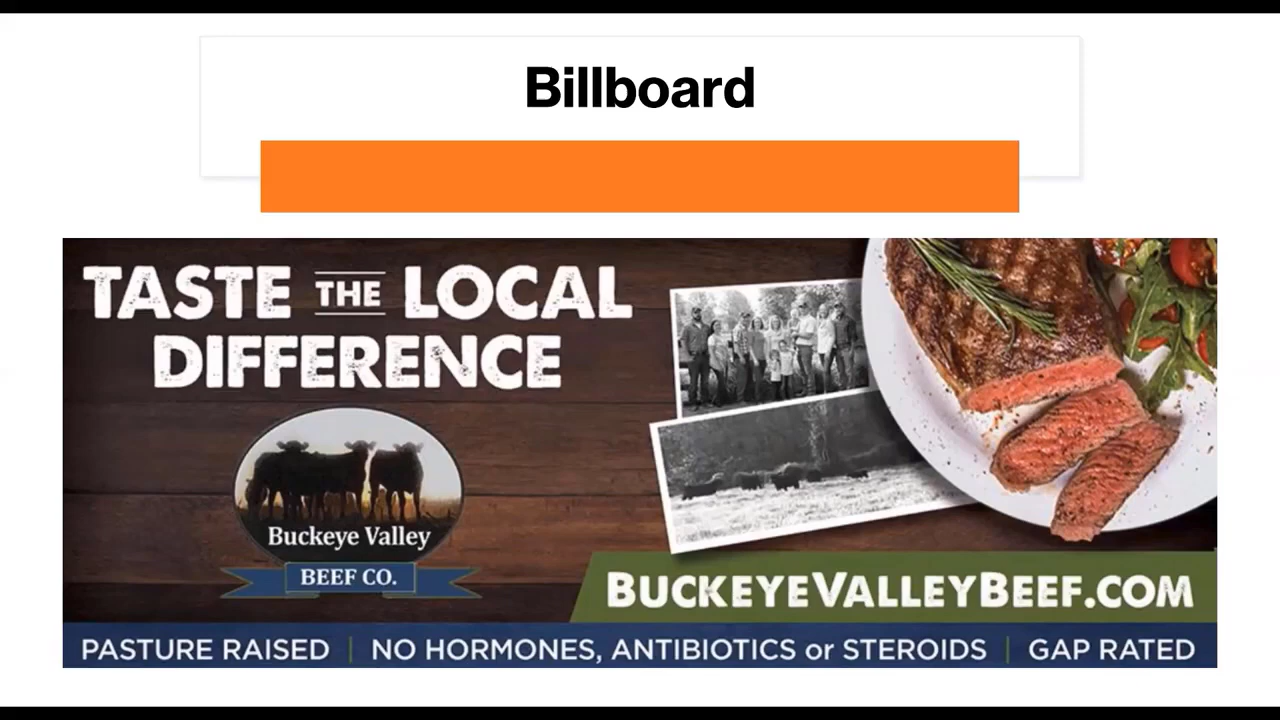 Billboard
TASTE THE LOCAL
DIFFERENCE
Buckeye Valley
BEEF CO.
BUCKEYEVALLEYBEEF.COM
PASTURE RAISED | NO HORMONES, ANTIBIOTICS or STEROIDS | GAP RATED